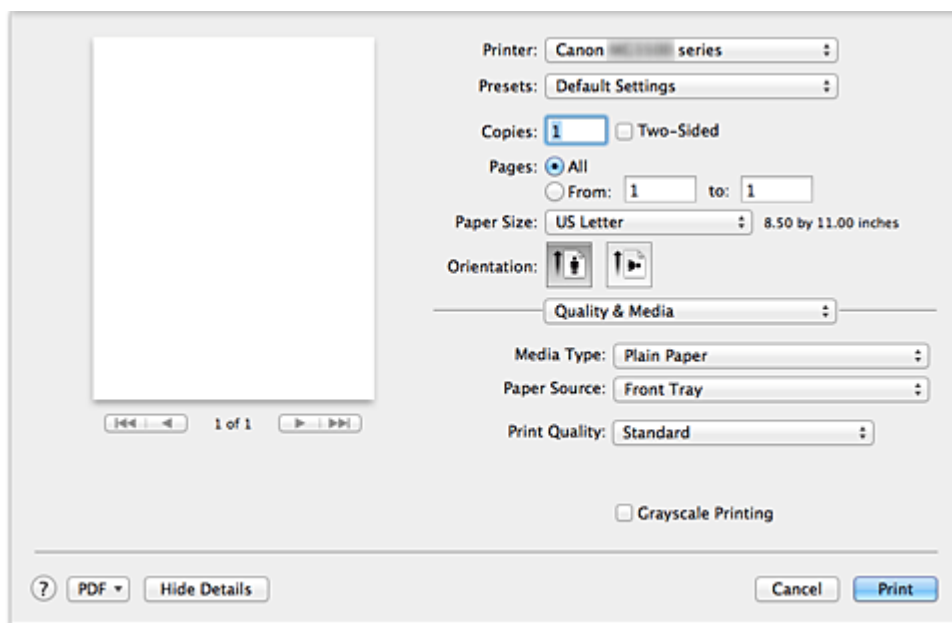 Printer: Canon series
Presets: Default Settings
Copies: 1 Two-Sided
Pages: All
From: 1 to: 1
Paper Size: US Letter 8.50 by 11.00 inches
Orientation:
Quality & Media
Media Type: Plain Paper
Paper Source: Front Tray
1 of 1
Print Quality: Standard
Grayscale Printing
? PDF Hide Details Cancel Print